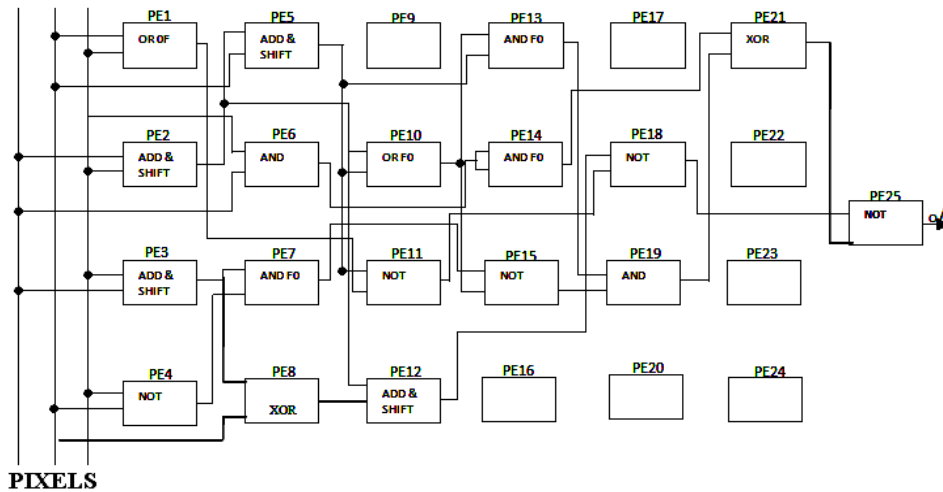 PE1
OR 0F
PE5
ADD &
SHIFT
PE9
PE13
AND F0
PE17
PE21
XOR
PE2
ADD &
SHIFT
PE6
AND
PE10
OR F0
PE14
AND F0
PE18
NOT
PE22
PE25
NOT
PE3
ADD &
SHIFT
PE7
AND F0
PE11
NOT
PE15
NOT
PE19
AND
PE23
PE4
NOT
PE8
XOR
PE12
ADD &
SHIFT
PE16
PE20
PE24
PIXELS